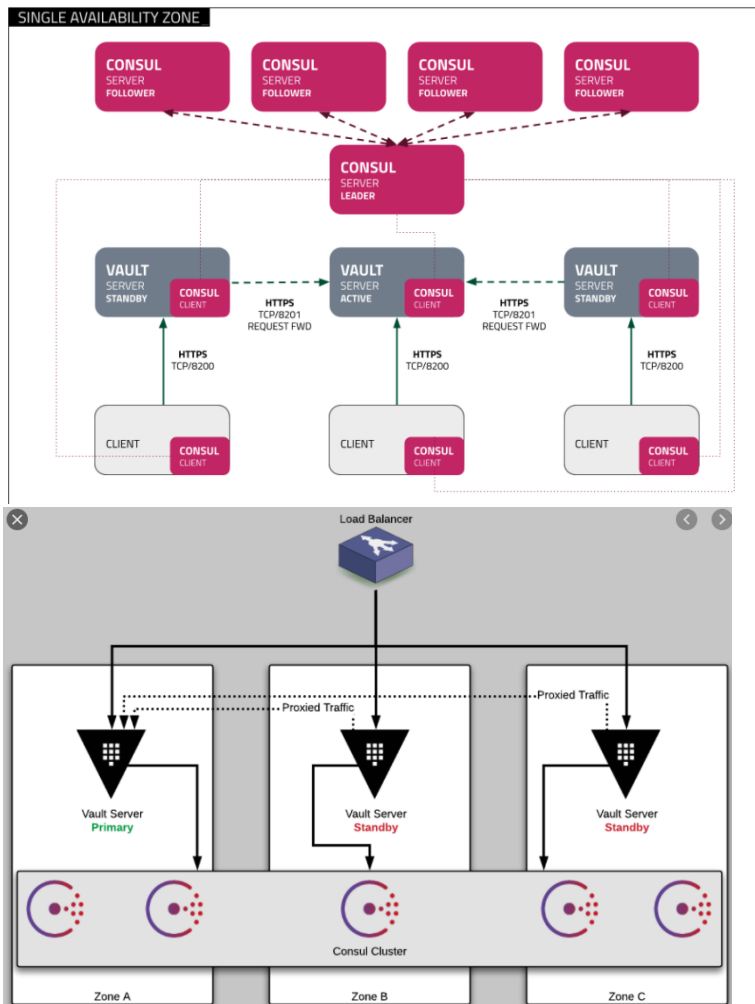 SINGLE AVAILABILITY ZONE
CONSUL
SERVER
FOLLOWER
CONSUL
SERVER
FOLLOWER
CONSUL
SERVER
FOLLOWER
CONSUL
SERVER
FOLLOWER
CONSUL
SERVER
LEADER
VAULT
SERVER
STANDBY
CONSUL
CLIENT
HTTPS
TCP/8201
REQUEST FWD
VAULT
SERVER
ACTIVE
CONSUL
CLIENT
HTTPS
TCP/8201
REQUEST FWD
VAULT
SERVER
STANDBY
CONSUL
CLIENT
HTTPS
TCP/8200
HTTPS
TCP/8200
HTTPS
TCP/8200
CLIENT
CONSUL
CLIENT
CLIENT
CONSUL
CLIENT
CLIENT
CONSUL
CLIENT
Load Balancer
Proxied Traffic
Proxied Traffic
Vault Server
Primary
Vault Server
Standby
Vault Server
Standby
Consul Cluster
Zone A
Zone B
Zone C